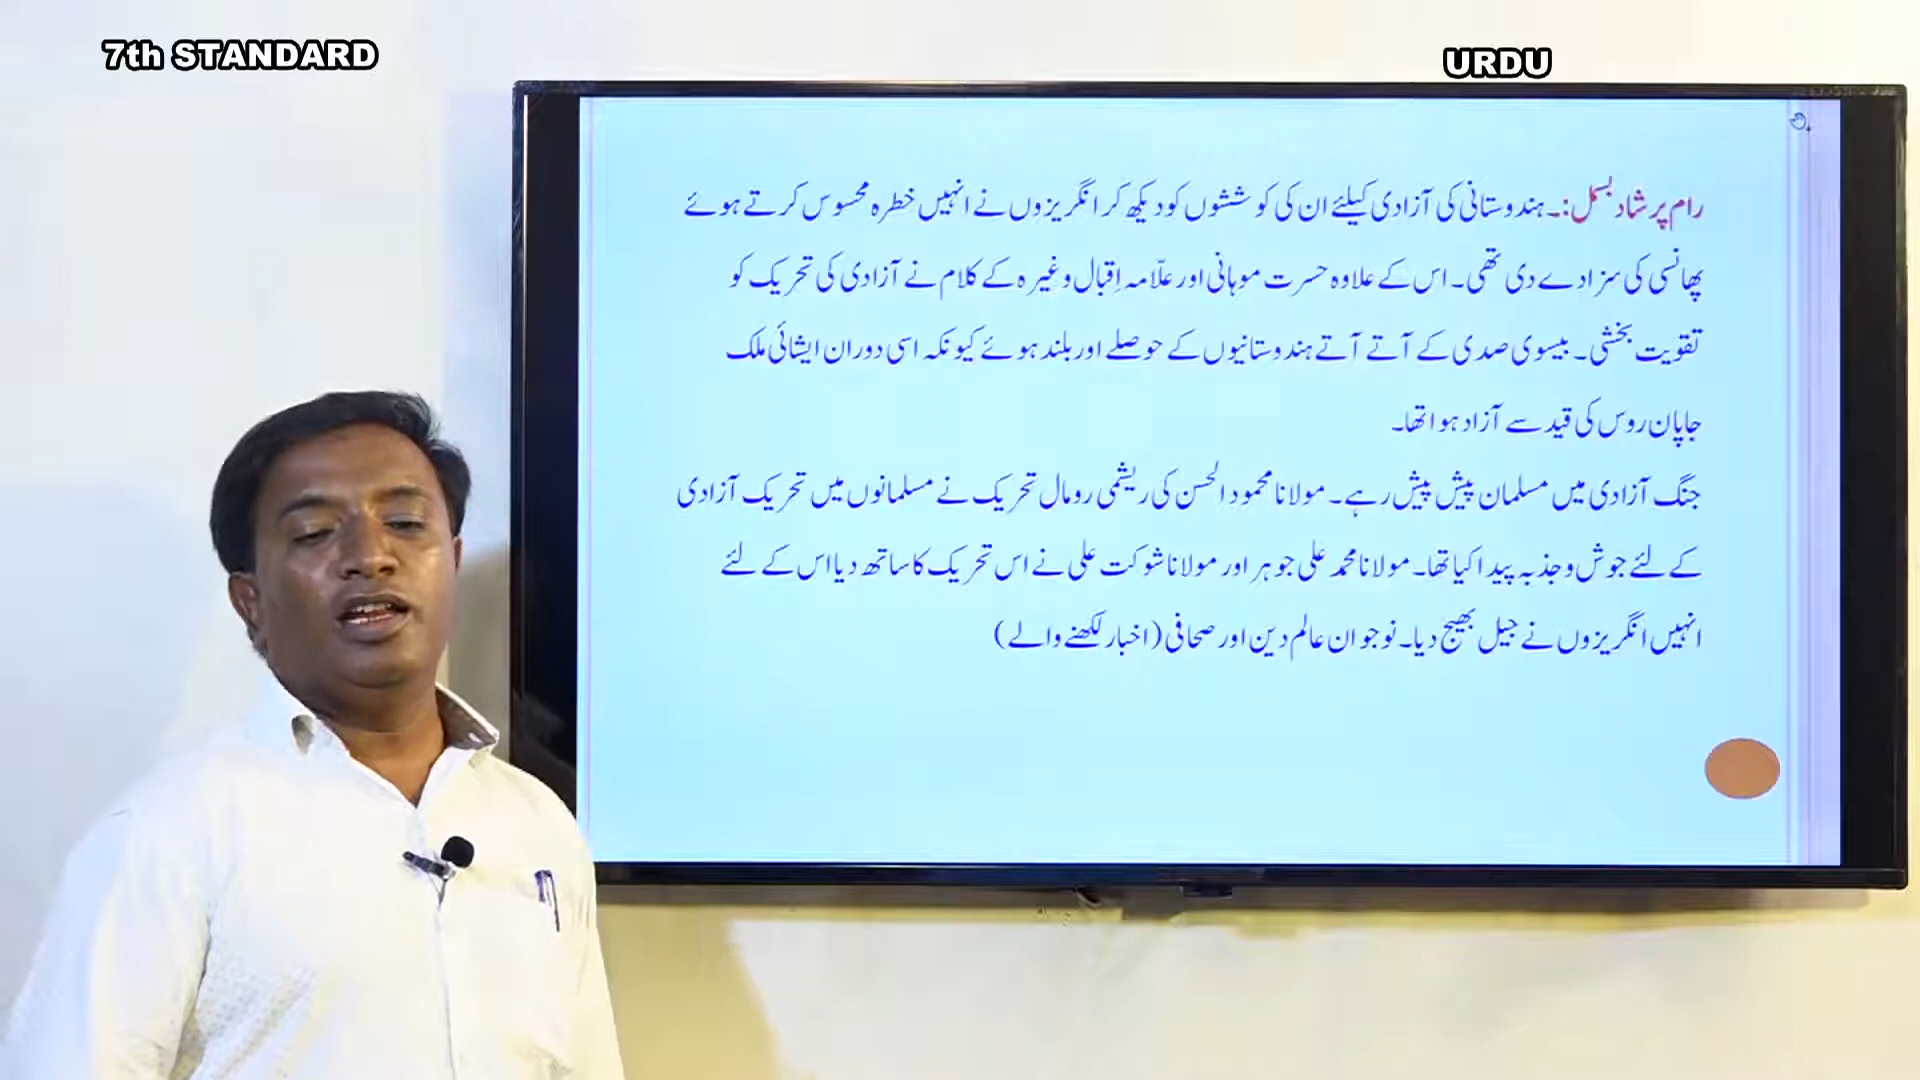 7th STANDARD
URDU
رام پرشاد بسمل:۔ ہندوستانی کی آزادی کیلئے ان کی کوششوں کو دیکھ کر انگریزوں نے انہیں خطرہ محسوس کرتے ہوئے
پھانسی کی سزا دے دی تھی۔ اس کے علاوہ حسرت موہانی اور علّامہ اِقبال وغیرہ کے کلام نے آزادی کی تحریک کو
تقویت بخشی۔ بیسوی صدی کے آتے آتے ہندوستانیوں کے حوصلے اور بلند ہوئے کیونکہ اسی دوران ایشائی ملک
جاپان روس کی قید سے آزاد ہوا تھا۔
جنگ آزادی میں مسلمان پیش پیش رہے۔ مولانا محمود الحسن کی ریشمی رومال تحریک نے مسلمانوں میں تحریک آزادی
کے لئے جوش و جذبہ پیدا کیا تھا۔ مولانا محمد علی جوہر اور مولانا شوکت علی نے اس تحریک کا ساتھ دیا اس کے لئے
انہیں انگریزوں نے جیل بھیج دیا۔ نوجوان عالم دین اور صحافی (اخبار لکھنے والے)